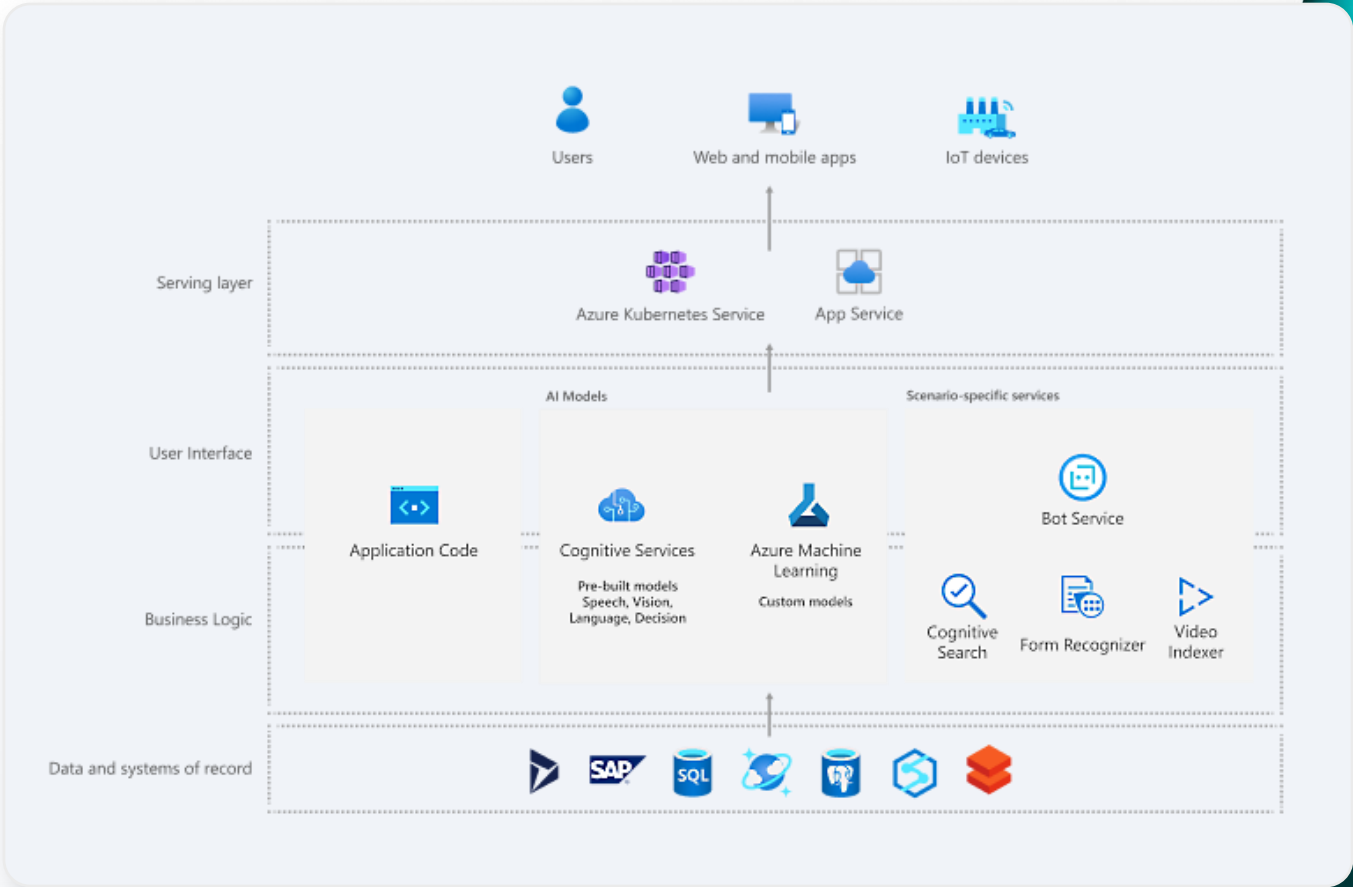 Users
Web and mobile apps
IoT devices
Serving layer
Azure Kubernetes Service
App Service
User Interface
AI Models
Scenario-specific services
Application Code
Cognitive Services
Pre-built models
Speech, Vision,
Language, Decision
Azure Machine
Learning
Custom models
Bot Service
Business Logic
Cognitive
Search
Form Recognizer
Video
Indexer
Data and systems of record
SAP
SQL